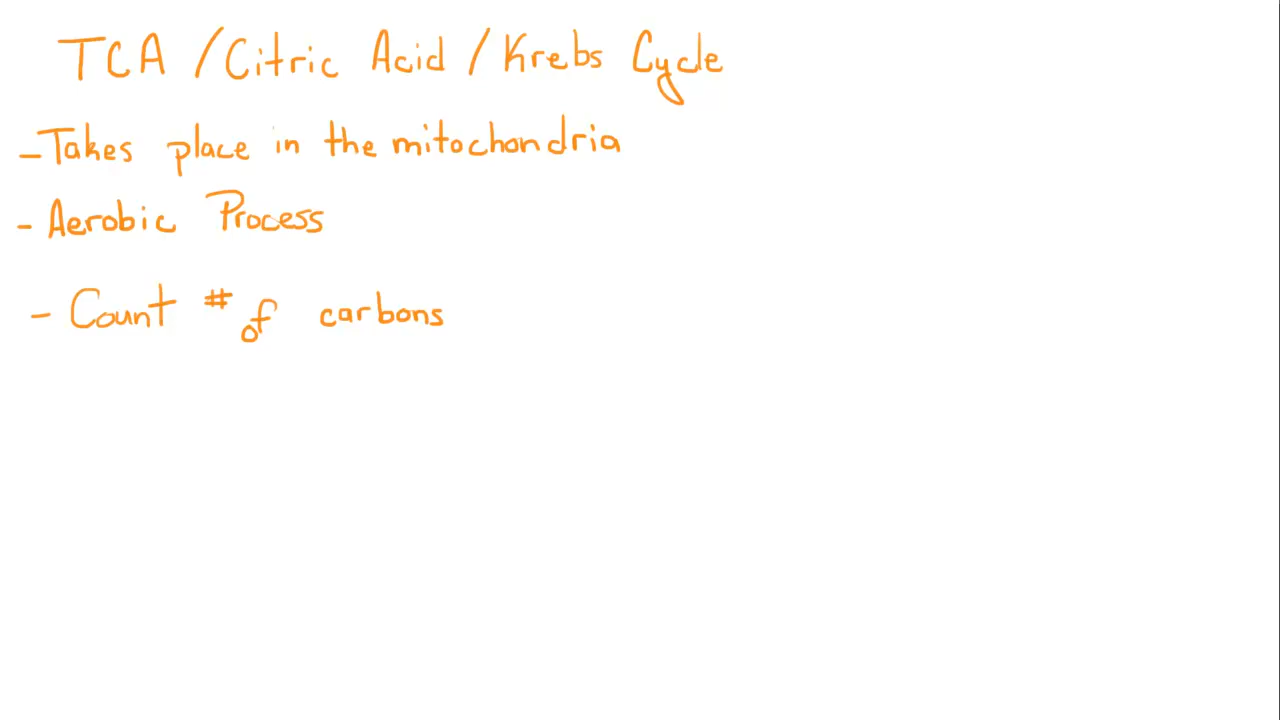 TCA / Citric Acid / Krebs Cycle
- Takes place in the mitochondria
- Aerobic Process
- Count # of carbons